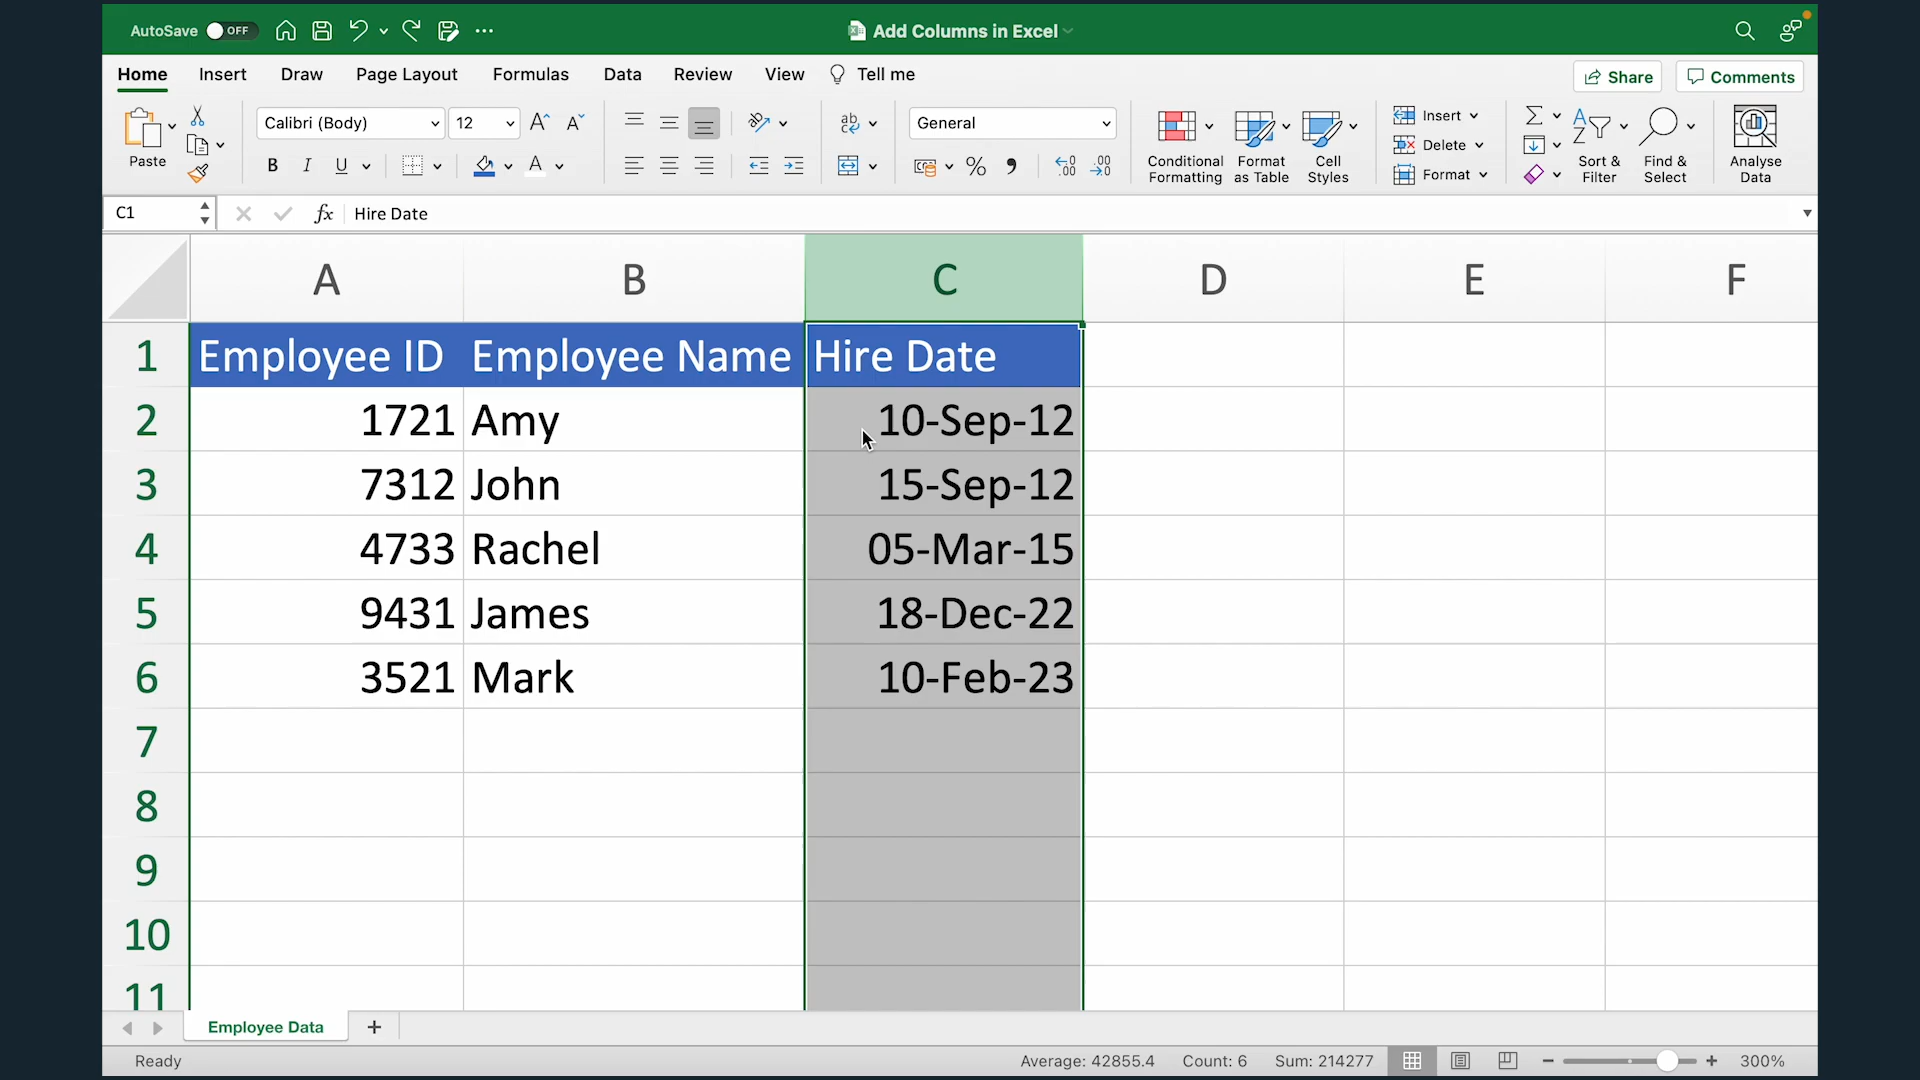 AutoSave OFF Add Columns in Excel
Home Insert Draw Page Layout Formulas Data Review View Tell me Share Comments
Paste Calibri (Body) 12 A A ab c General Conditional Formatting Format as Table Cell Styles Insert A Z Sort & Filter Find & Select Analyse Data
B I U A % .00 .00 Delete
Format
C1 fx Hire Date
A B C D E F
1 Employee ID Employee Name Hire Date
2 1721 Amy 10-Sep-12
3 7312 John 15-Sep-12
4 4733 Rachel 05-Mar-15
5 9431 James 18-Dec-22
6 3521 Mark 10-Feb-23
7
8
9
10
11
Employee Data +
Ready Average: 42855.4 Count: 6 Sum: 214277 300%